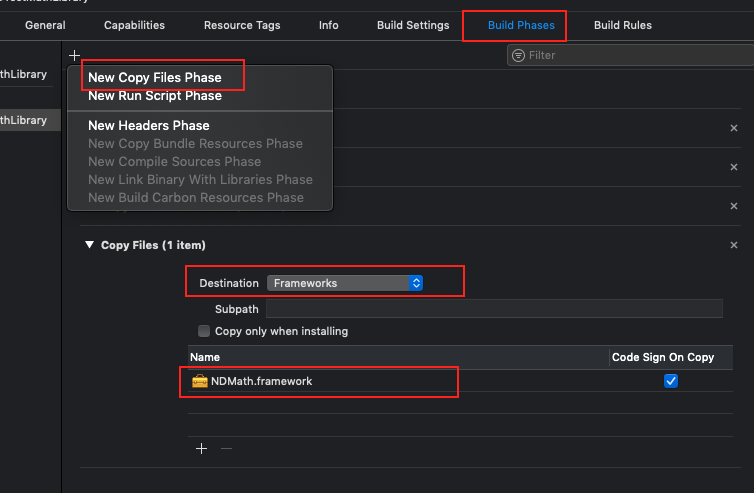 General Capabilities Resource Tags Info Build Settings Build Phases Build Rules
Filter
thLibrary
New Copy Files Phase
New Run Script Phase
thLibrary
New Headers Phase
New Copy Bundle Resources Phase
New Compile Sources Phase
New Link Binary With Libraries Phase
New Build Carbon Resources Phase
Copy Files (1 item)
Destination Frameworks
Subpath
Copy only when installing
Name Code Sign On Copy
NDMath.framework